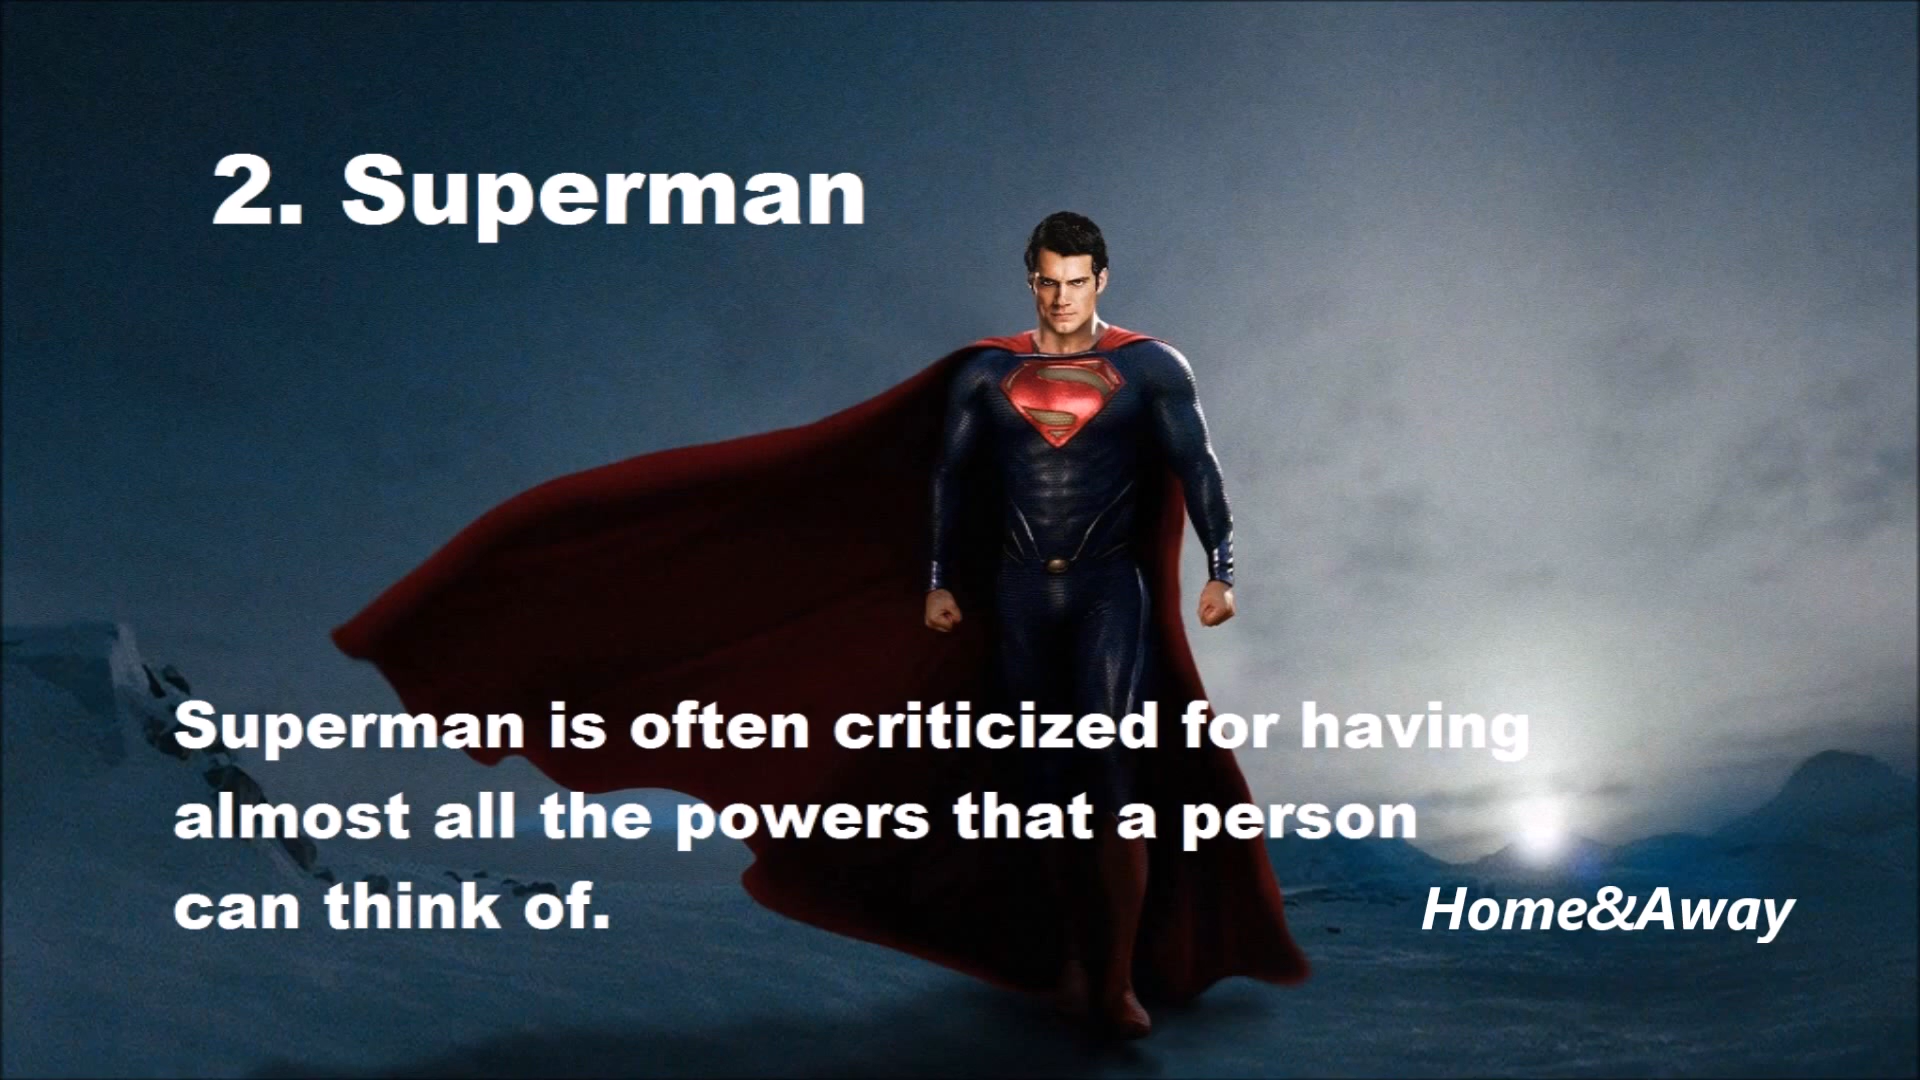 2. Superman
Superman is often criticized for having
almost all the powers that a person
can think of.
Home&Away